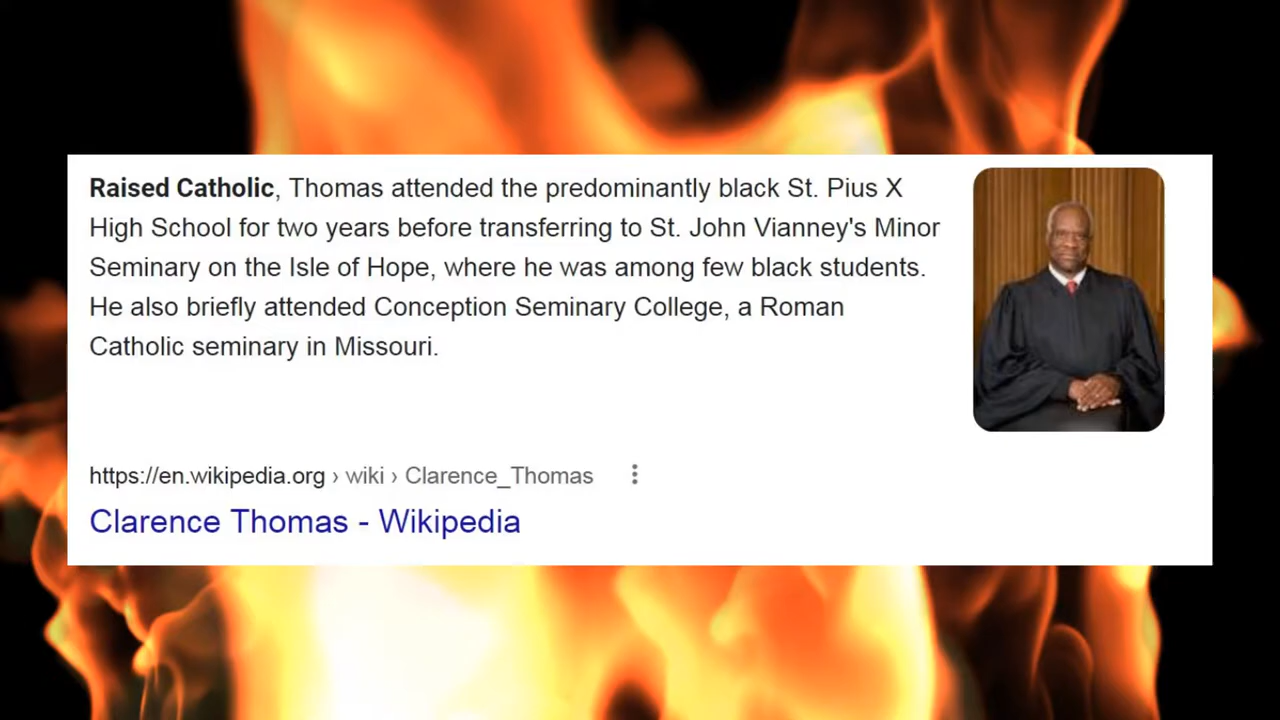 Raised Catholic, Thomas attended the predominantly black St. Pius X
High School for two years before transferring to St. John Vianney's Minor
Seminary on the Isle of Hope, where he was among few black students.
He also briefly attended Conception Seminary College, a Roman
Catholic seminary in Missouri.
https://en.wikipedia.org › wiki › Clarence_Thomas
Clarence Thomas - Wikipedia